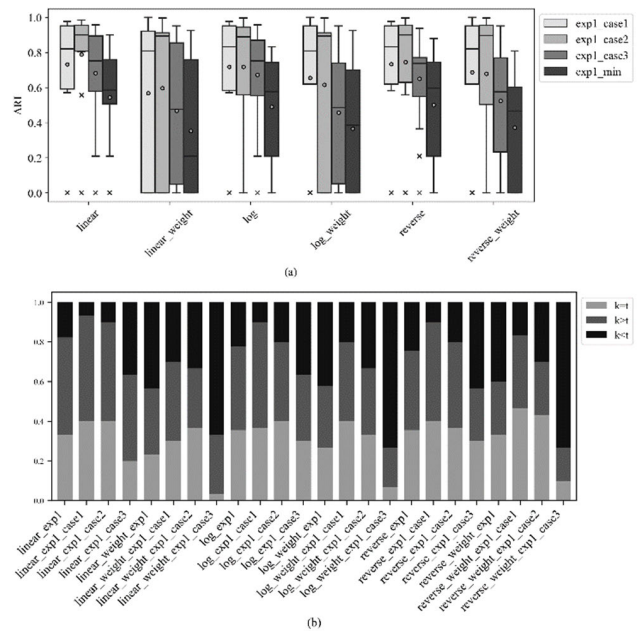 1.0
0.8
0.6
0.4
0.2
0.0
ARI
linear
linear_weight
log
log_weight
reverse
reverse_weight
exp1_case1
exp1_case2
exp1_case3
exp1_min
(a)
1.0
0.8
0.6
0.4
0.2
0.0
linear_exp1
linear_exp1_case1
linear_exp1_case2
linear_exp1_case3
linear_weight_exp1
linear_weight_exp1_case1
linear_weight_exp1_case2
linear_weight_exp1_case3
log_exp1
log_exp1_case1
log_exp1_case2
log_exp1_case3
log_weight_exp1
log_weight_exp1_case1
log_weight_exp1_case2
log_weight_exp1_case3
reverse_exp1
reverse_exp1_case1
reverse_exp1_case2
reverse_exp1_case3
reverse_weight_exp1
reverse_weight_exp1_case1
reverse_weight_exp1_case2
reverse_weight_exp1_case3
k=t
k>t
k<t
(b)